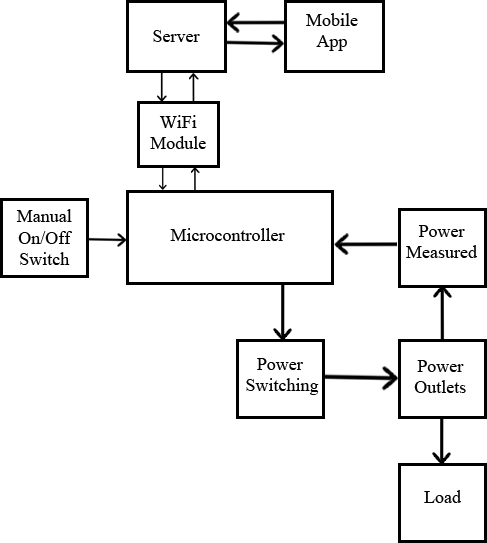 Server
Mobile
App
WiFi
Module
Manual
On/Off
Switch
Microcontroller
Power
Measured
Power
Switching
Power
Outlets
Load